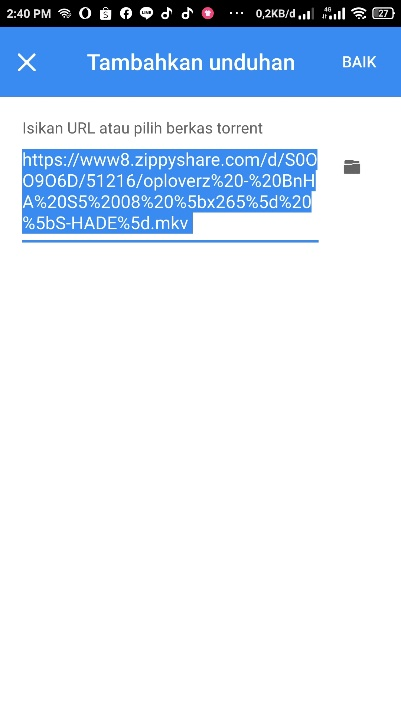 2:40 PM ... 0,2KB/d 4G 27
Tambahkan unduhan BAIK
Isikan URL atau pilih berkas torrent
https://www8.zippyshare.com/d/S0O
O9O6D/51216/oploverz%20-%20BnH
A%20S5%2008%20%5bx265%5d%20
%5bS-HADE%5d.mkv